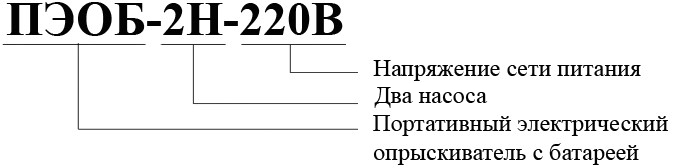 ПЭОБ-2Н-220В
Напряжение сети питания
Два насоса
Портативный электрический
опрыскиватель с батареей